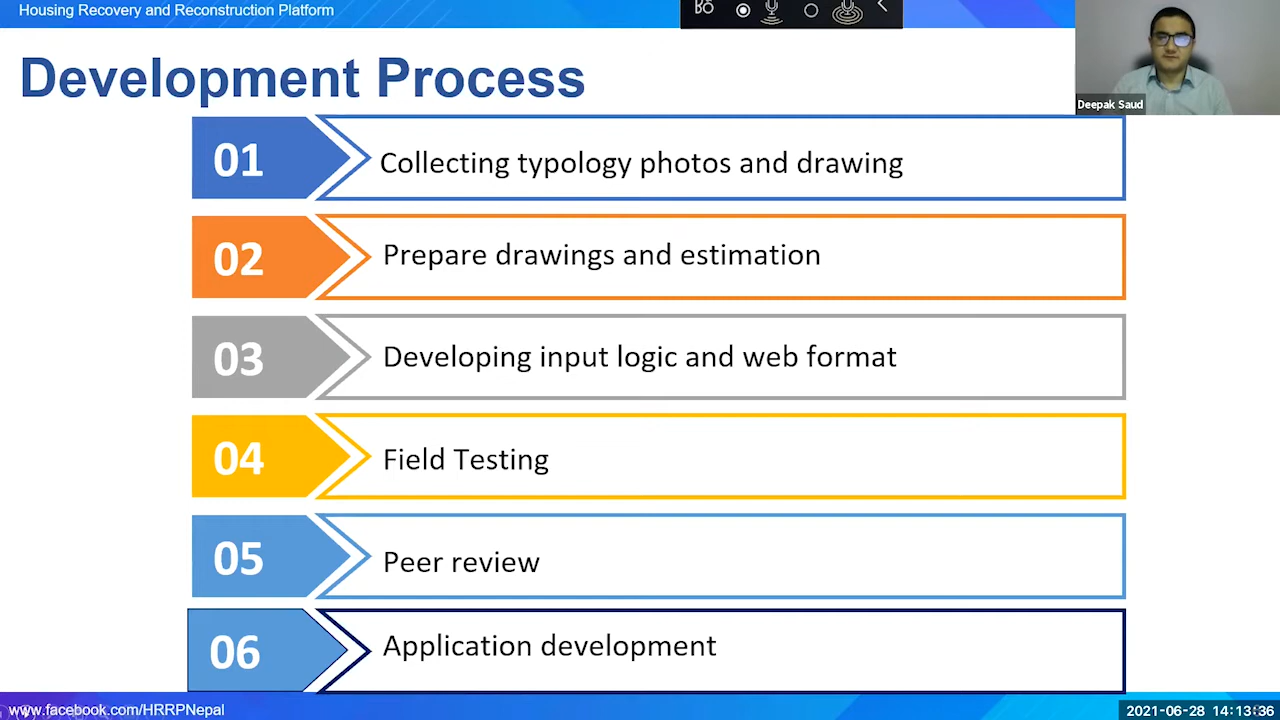 Housing Recovery and Reconstruction Platform
Development Process
Deepak Saud
01
Collecting typology photos and drawing
02
Prepare drawings and estimation
03
Developing input logic and web format
04
Field Testing
05
Peer review
06
Application development
www.facebook.com/HRRPNepal
2021-06-28 14:13:36